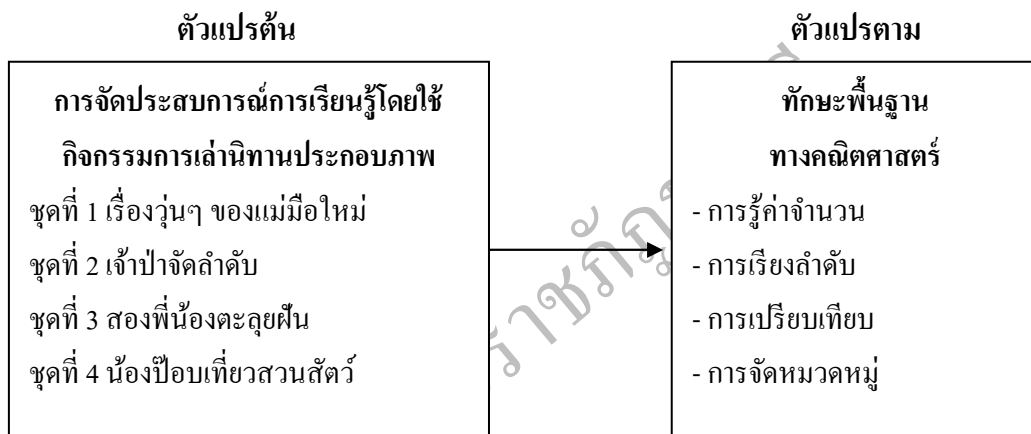 ตัวแปรต้น
การจัดประสบการณ์การเรียนรู้โดยใช้
กิจกรรมการเล่านิทานประกอบภาพ
ชุดที่ 1 เรื่องวุ่นๆ ของแม่มือใหม่
ชุดที่ 2 เจ้าป่าจัดลำดับ
ชุดที่ 3 สองพี่น้องตะลุยฝัน
ชุดที่ 4 น้องป๊อบเที่ยวสวนสัตว์
ตัวแปรตาม
ทักษะพื้นฐาน
ทางคณิตศาสตร์
- การรู้ค่าจำนวน
- การเรียงลำดับ
- การเปรียบเทียบ
- การจัดหมวดหมู่